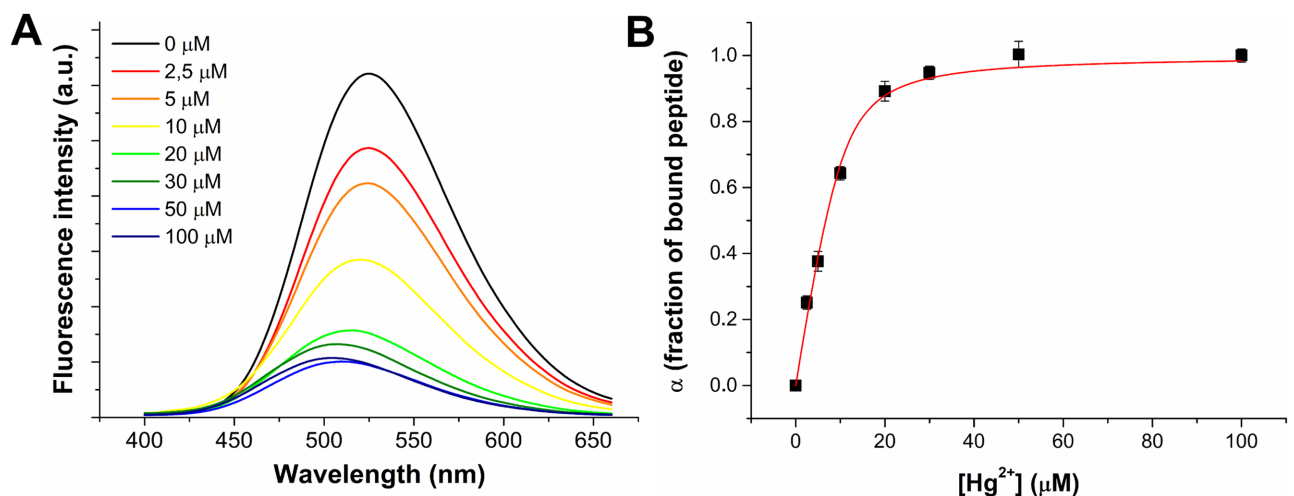 A
Fluorescence intensity (a.u.)
0 μM
2,5 μM
5 μM
10 μM
20 μM
30 μM
50 μM
100 μM
400 450 500 550 600 650
Wavelength (nm)
B
α (fraction of bound peptide)
1.0
0.8
0.6
0.4
0.2
0.0
0 20 40 60 80 100
[Hg²⁺] (μM)